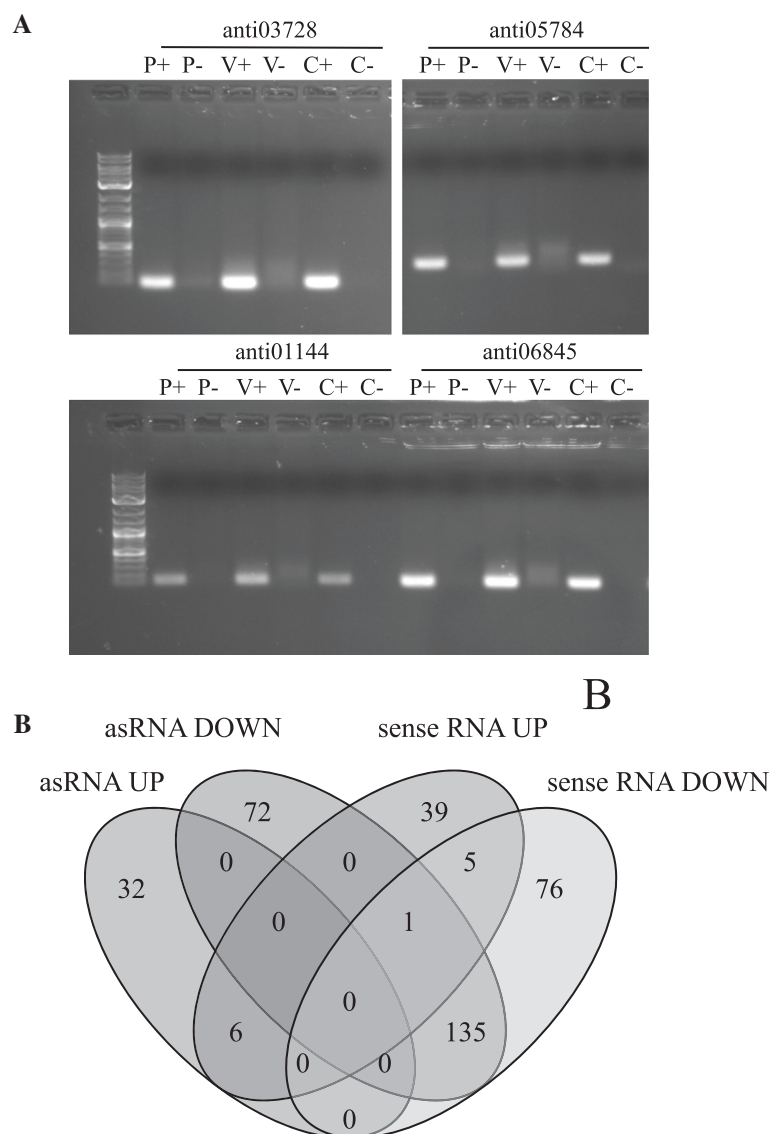 A
anti03728 anti05784
P+ P- V+ V- C+ C- P+ P- V+ V- C+ C-
anti01144 anti06845
P+ P- V+ V- C+ C- P+ P- V+ V- C+ C-
B
B
asRNA DOWN sense RNA UP
asRNA UP sense RNA DOWN
72 39
0 0 5
32 76
0 1
0
6 135
0 0
0